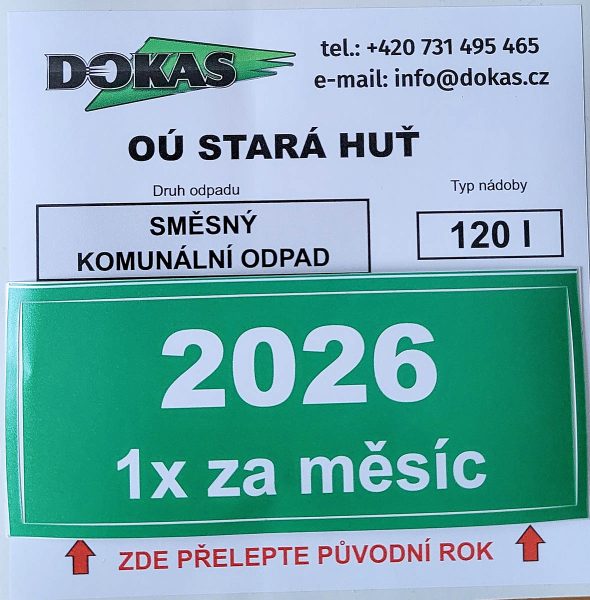 DOKAS
tel.: +420 731 495 465
e-mail: info@dokas.cz
OÚ STARÁ HUŤ
Druh odpadu
Typ nádoby
SMĚSNÝ
KOMUNÁLNÍ ODPAD
120 l
2026
1x za měsíc
ZDE PŘELEPTE PŮVODNÍ ROK